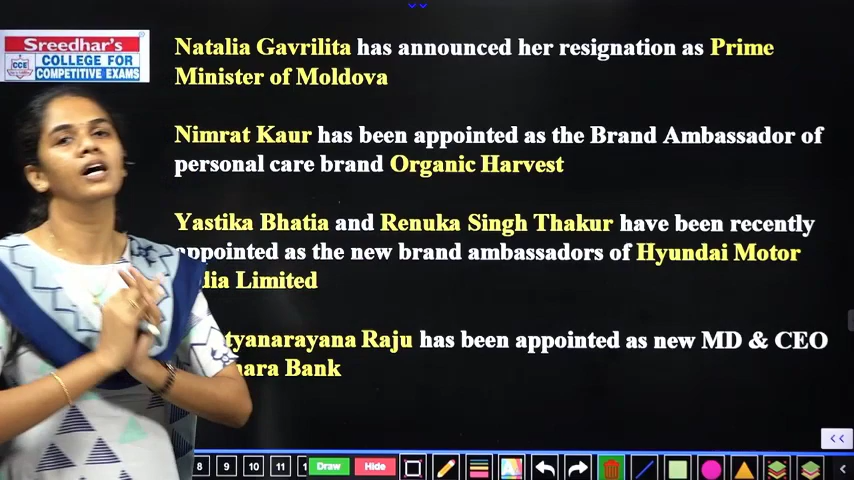 Sreedhar's
CCE
COLLEGE FOR
COMPETITIVE EXAMS
Natalia Gavrilita has announced her resignation as Prime
Minister of Moldova
Nimrat Kaur has been appointed as the Brand Ambassador of
personal care brand Organic Harvest
Yastika Bhatia and Renuka Singh Thakur have been recently
appointed as the new brand ambassadors of Hyundai Motor
dia Limited
tyanarayana Raju has been appointed as new MD & CEO
nara Bank
8 9 10 11 1 Draw Hide A